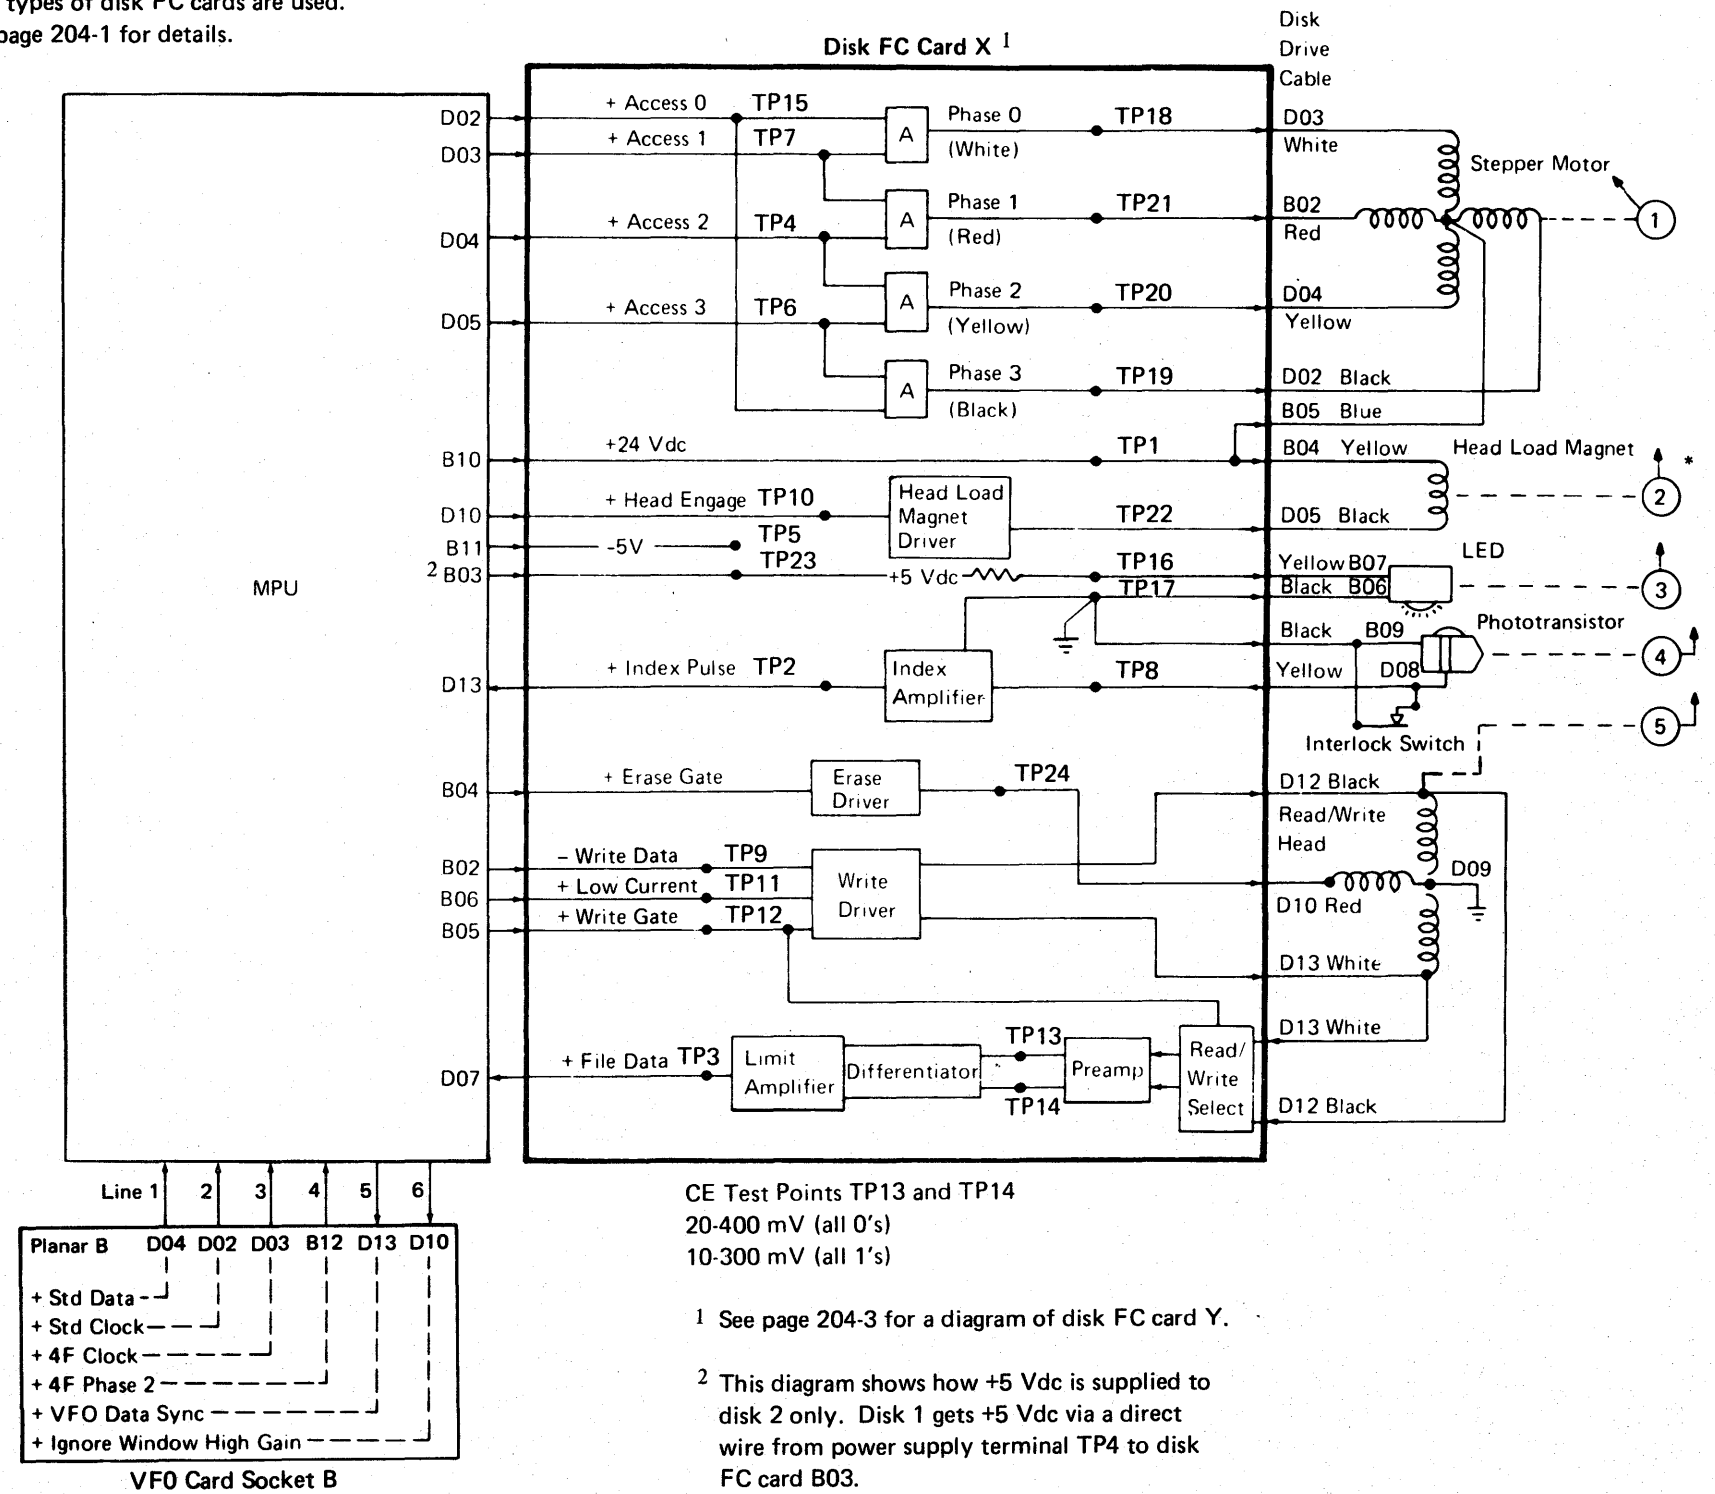 types of disk FC cards are used.
page 204-1 for details.
Disk FC Card X 1
Disk
Drive
Cable
D02
+ Access 0 TP15
Phase 0
(White)
TP18
D03
White
D03
+ Access 1 TP7
A
Stepper Motor
1
Phase 1
(Red)
TP21
B02
Red
A
D04
+ Access 2 TP4
Phase 2
(Yellow)
TP20
D04
Yellow
A
D05
+ Access 3 TP6
Phase 3
(Black)
TP19
D02 Black
A
B05 Blue
B10
+24 Vdc
TP1
B04 Yellow
Head Load Magnet
*
2
D10
+ Head Engage TP10
Head Load
Magnet
Driver
TP22
D05 Black
B11
-5V
TP5
2 B03
TP23
+5 Vdc
TP16
Yellow B07
LED
3
TP17
Black B06
MPU
Black B09
Phototransistor
4
D13
+ Index Pulse TP2
Index
Amplifier
TP8
Yellow D08
Interlock Switch
5
B04
+ Erase Gate
Erase
Driver
TP24
D12 Black
Read/Write
Head
B02
– Write Data TP9
B06
+ Low Current TP11
B05
+ Write Gate TP12
Write
Driver
D09
D10 Red
D13 White
D13 White
D07
+ File Data TP3
Limit
Amplifier
Differentiator
TP13
TP14
Preamp
Read/
Write
Select
D12 Black
Line 1 2 3 4 5 6
Planar B D04 D02 D03 B12 D13 D10
+ Std Data
+ Std Clock
+ 4F Clock
+ 4F Phase 2
+ VFO Data Sync
+ Ignore Window High Gain
VFO Card Socket B
CE Test Points TP13 and TP14
20-400 mV (all 0's)
10-300 mV (all 1's)
1 See page 204-3 for a diagram of disk FC card Y.
2 This diagram shows how +5 Vdc is supplied to
disk 2 only. Disk 1 gets +5 Vdc via a direct
wire from power supply terminal TP4 to disk
FC card B03.